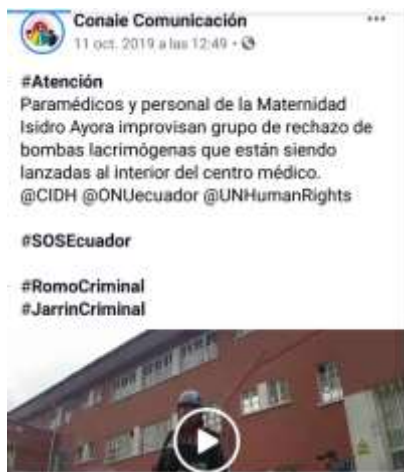 Conaie Comunicación
11 oct. 2019 a las 12:49 •
#Atención
Paramédicos y personal de la Maternidad
Isidro Ayora improvisan grupo de rechazo de
bombas lacrimógenas que están siendo
lanzadas al interior del centro médico.
@CIDH @ONUecuador @UNHumanRights
#SOSEcuador
#RomoCriminal
#JarrinCriminal